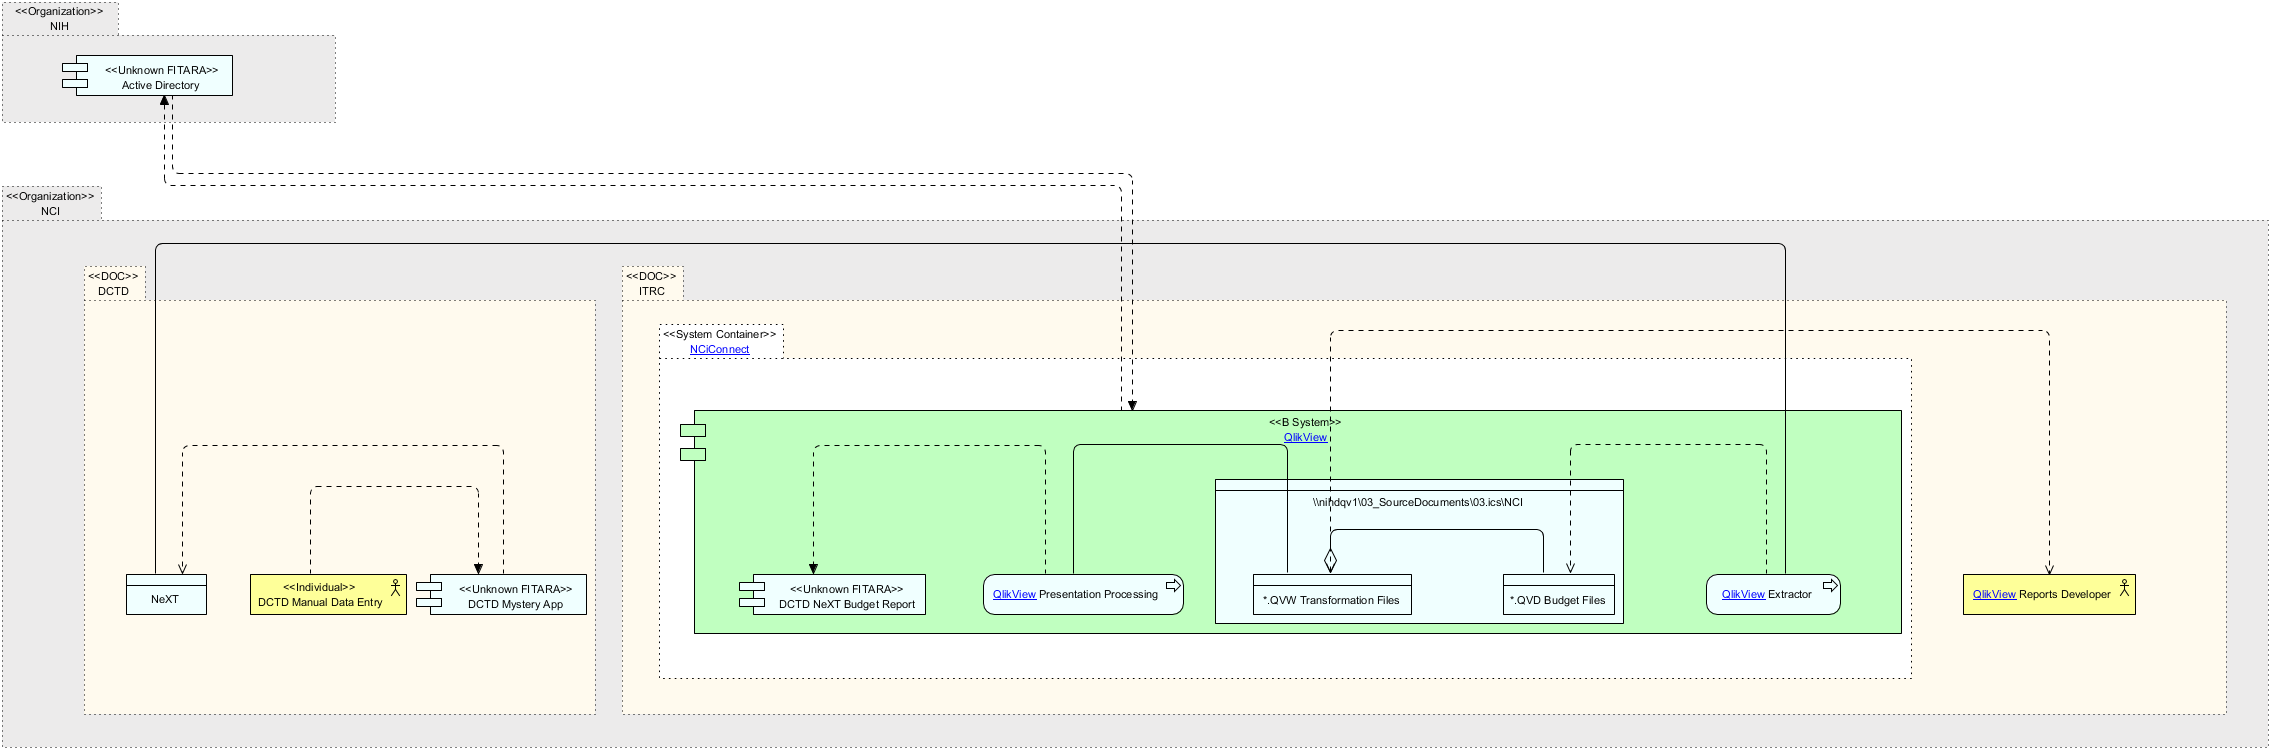 <<Organization>>
NIH
<<Unknown FITARA>>
Active Directory
<<Organization>>
NCI
<<DOC>>
DCTD
<<DOC>>
ITRC
<<System Container>>
NCiConnect
<<B System>>
QlikView
\\nihdqv1\03_SourceDocuments\03.ics\NCI
NeXT
<<Individual>>
DCTD Manual Data Entry
<<Unknown FITARA>>
DCTD Mystery App
<<Unknown FITARA>>
DCTD NeXT Budget Report
QlikView Presentation Processing
*.QVW Transformation Files
*.QVD Budget Files
QlikView Extractor
QlikView Reports Developer